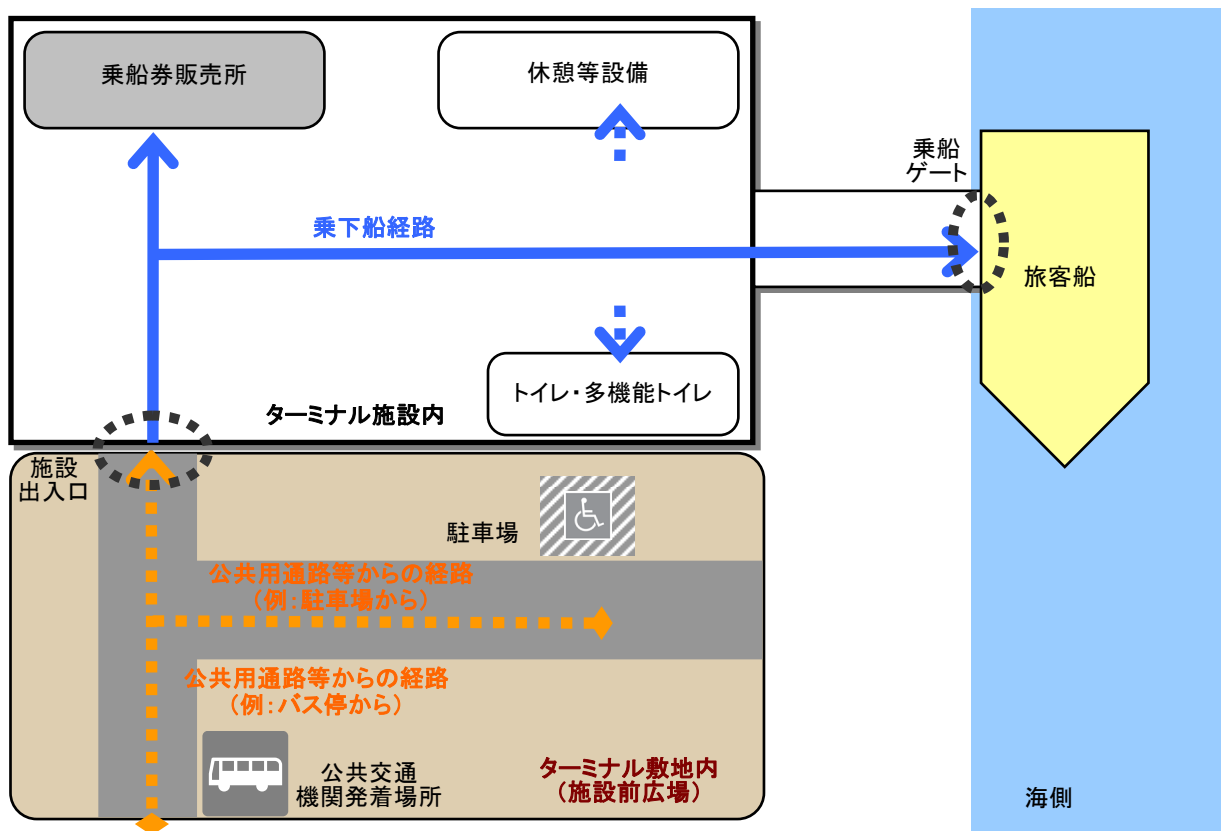 乗船券販売所
休憩等設備
乗船
ゲート
乗下船経路
旅客船
トイレ・多機能トイレ
ターミナル施設内
施設
出入口
駐車場
公共用通路等からの経路
（例：駐車場から）
公共用通路等からの経路
（例：バス停から）
公共交通
機関発着場所
ターミナル敷地内
（施設前広場）
海側